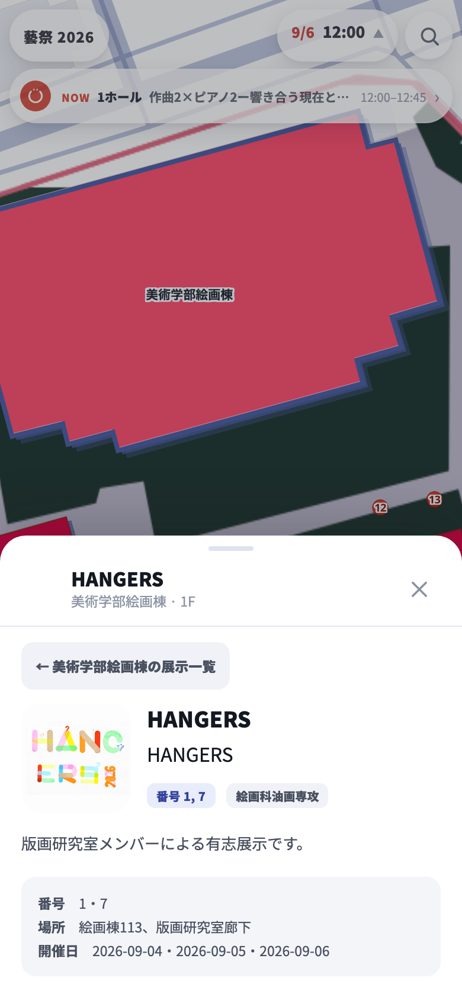 藝祭 2026
9/6 12:00 ▲
NOW 1ホール 作曲2×ピアノ2ー響き合う現在と… 12:00–12:45 ›
美術学部絵画棟
12
13
HANGERS
美術学部絵画棟・1F
← 美術学部絵画棟の展示一覧
HANGERS 2026
HANGERS
HANGERS
番号 1, 7 絵画科油画専攻
版画研究室メンバーによる有志展示です。
番号 1・7
場所 絵画棟113、版画研究室廊下
開催日 2026-09-04・2026-09-05・2026-09-06